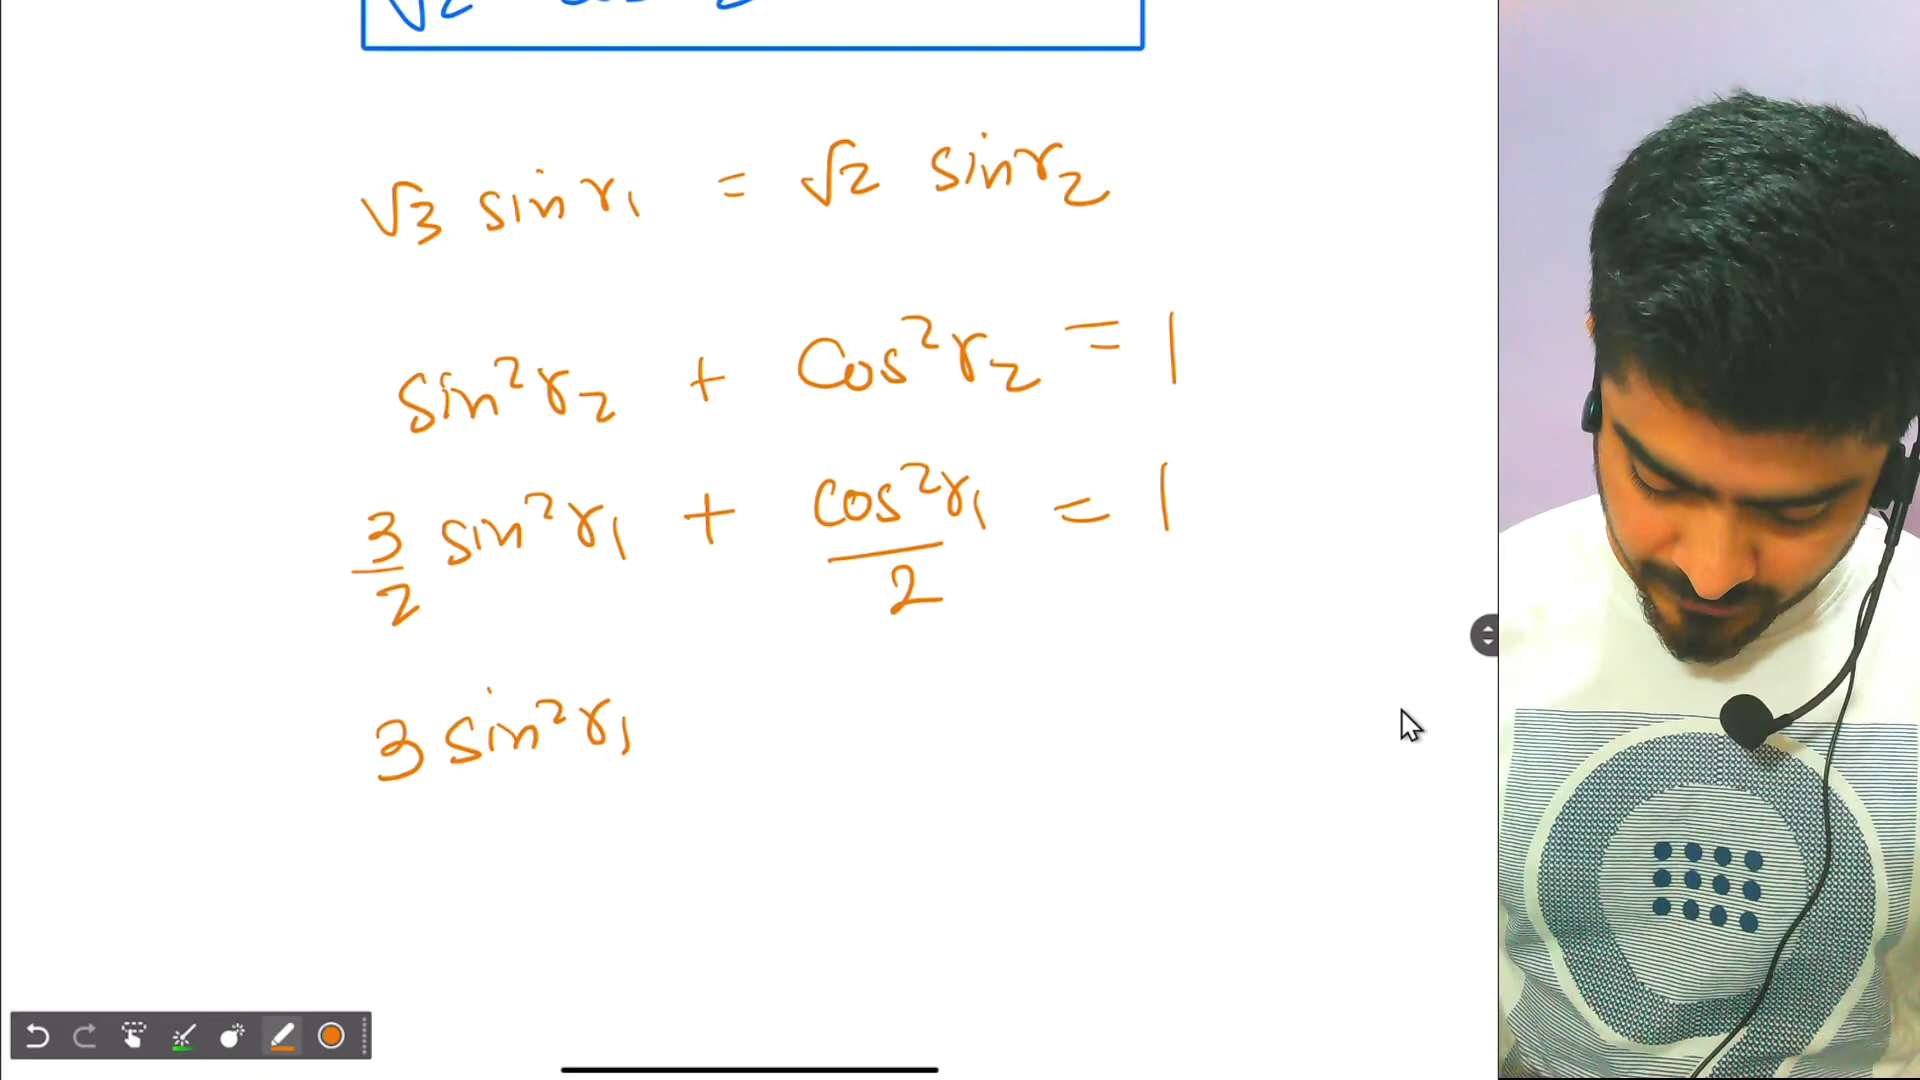 √3 sin r₁ = √2 sin r₂
sin²r₂ + Cos²r₂ = 1
3/2 sin²r₁ + cos²r₁/2 = 1
3 sin²r₁